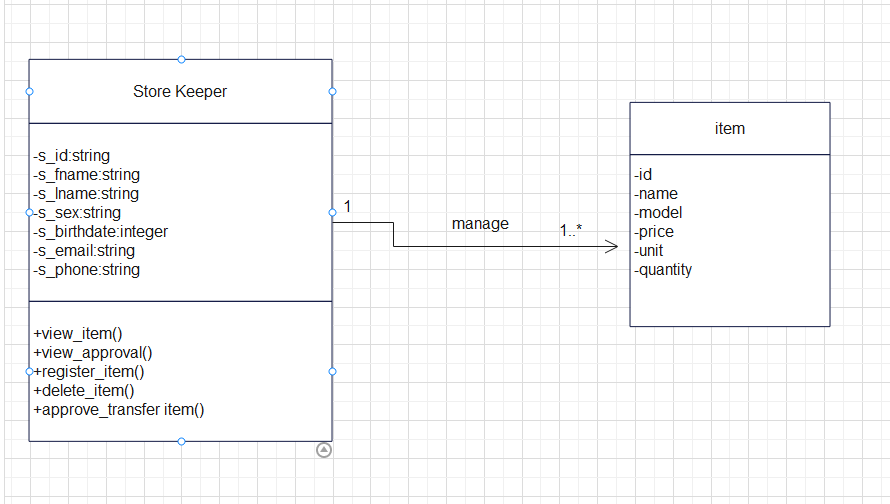 Store Keeper
-s_id:string
-s_fname:string
-s_lname:string
-s_sex:string
-s_birthdate:integer
-s_email:string
-s_phone:string
+view_item()
+view_approval()
+register_item()
+delete_item()
+approve_transfer item()
1
manage
1..*
item
-id
-name
-model
-price
-unit
-quantity